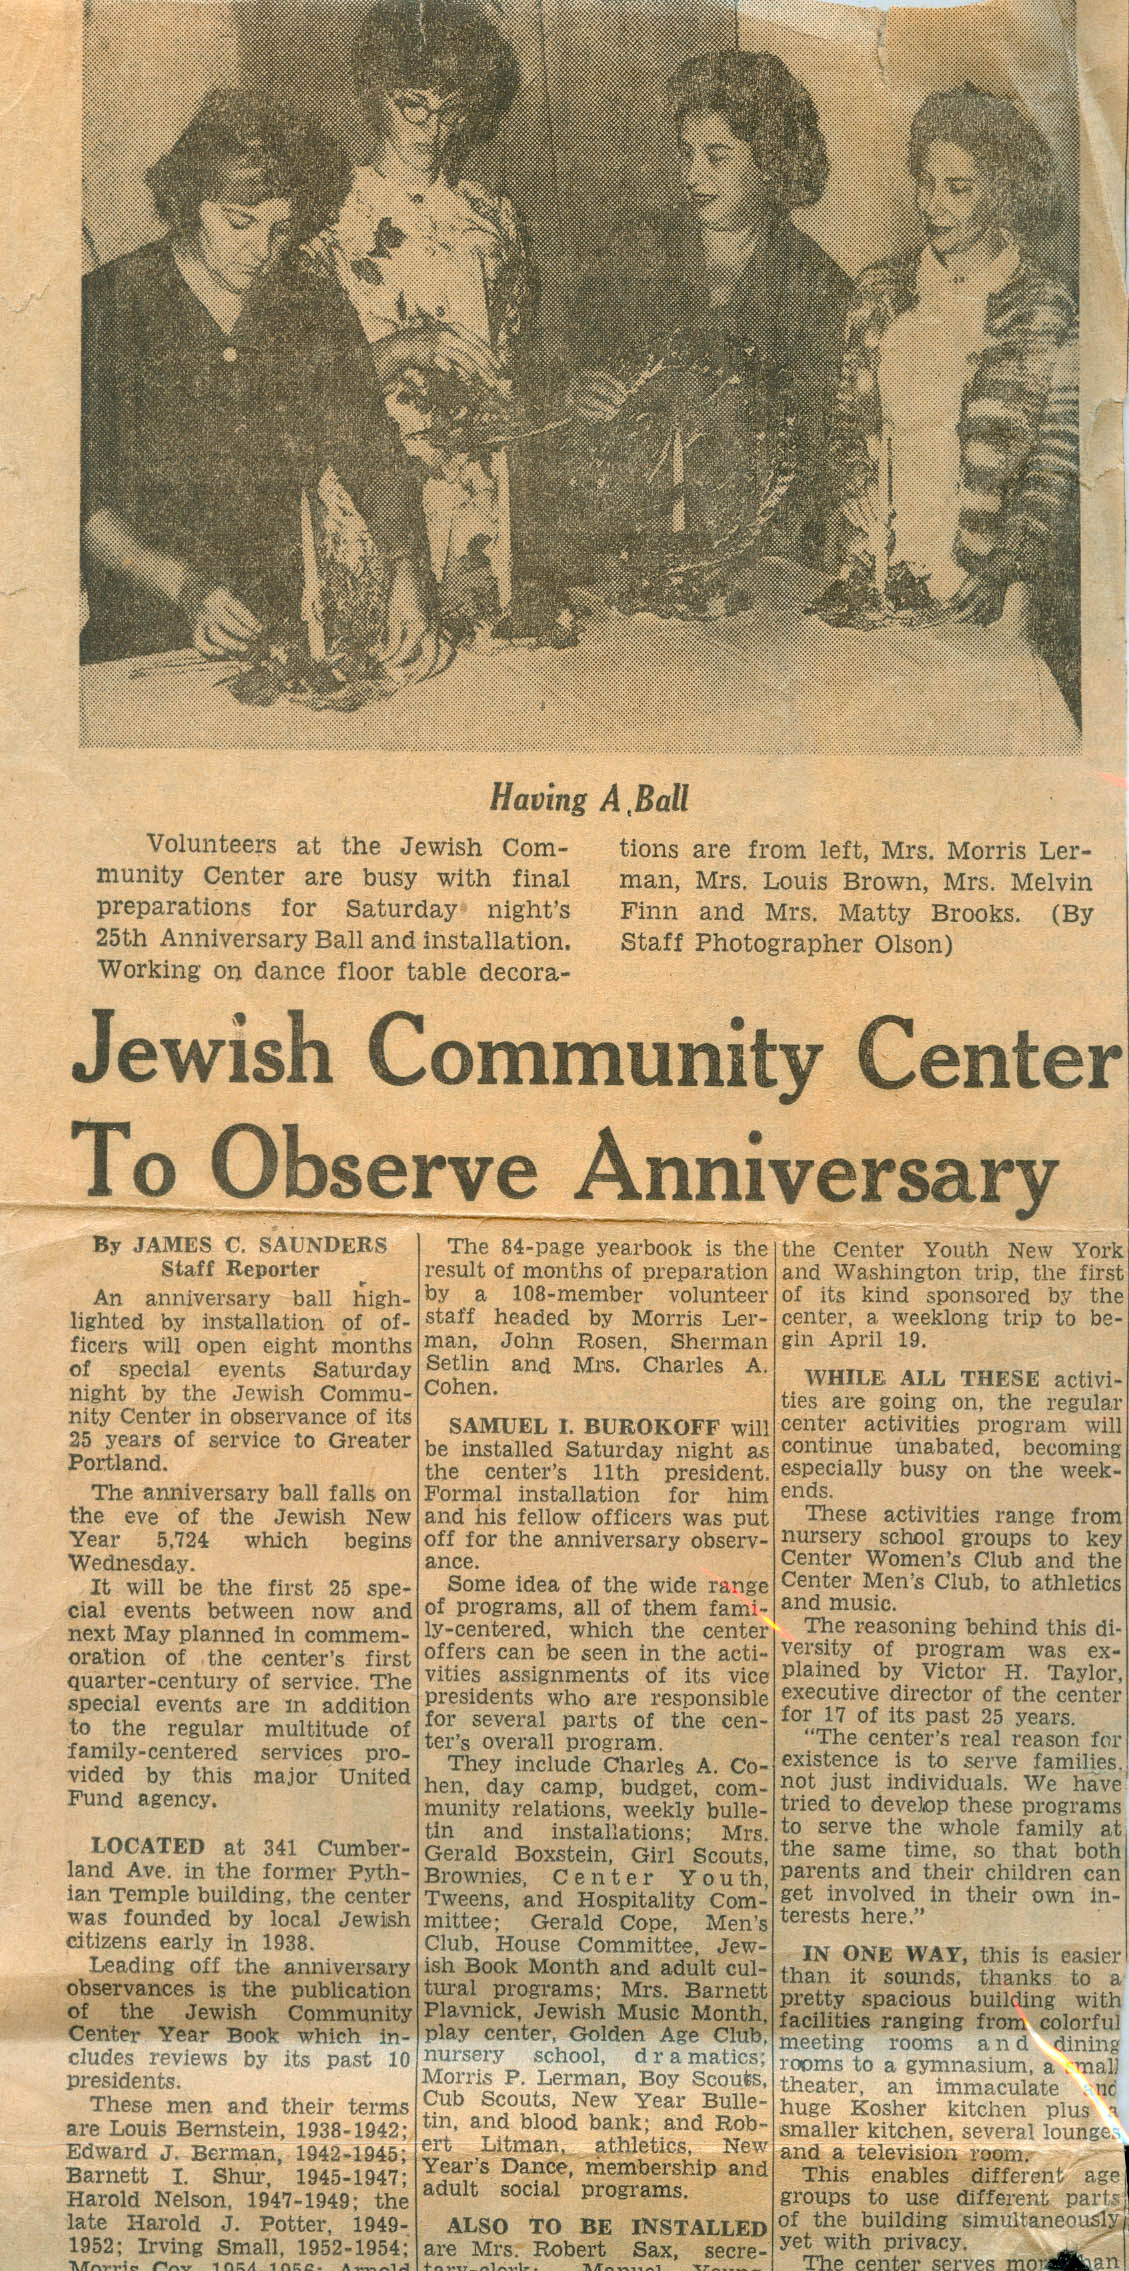 Having A Ball
Volunteers at the Jewish Com-
munity Center are busy with final
preparations for Saturday night's
25th Anniversary Ball and installation.
Working on dance floor table decora-
tions are from left, Mrs. Morris Ler-
man, Mrs. Louis Brown, Mrs. Melvin
Finn and Mrs. Matty Brooks. (By
Staff Photographer Olson)
Jewish Community Center
To Observe Anniversary
By JAMES C. SAUNDERS
Staff Reporter
An anniversary ball high-
lighted by installation of of-
ficers will open eight months
of special events Saturday
night by the Jewish Commu-
nity Center in observance of its
25 years of service to Greater
Portland.
The anniversary ball falls on
the eve of the Jewish New
Year 5,724 which begins
Wednesday.
It will be the first 25 spe-
cial events between now and
next May planned in commem-
oration of the center's first
quarter-century of service. The
special events are in addition
to the regular multitude of
family-centered services pro-
vided by this major United
Fund agency.
LOCATED at 341 Cumber-
land Ave. in the former Pyth-
ian Temple building, the center
was founded by local Jewish
citizens early in 1938.
Leading off the anniversary
observances is the publication
of the Jewish Community
Center Year Book which in-
cludes reviews by its past 10
presidents.
These men and their terms
are Louis Bernstein, 1938-1942;
Edward J. Berman, 1942-1945;
Barnett I. Shur, 1945-1947;
Harold Nelson, 1947-1949; the
late Harold J. Potter, 1949-
1952; Irving Small, 1952-1954;
Morris Cox, 1954-1956; Arnold
The 84-page yearbook is the
result of months of preparation
by a 108-member volunteer
staff headed by Morris Ler-
man, John Rosen, Sherman
Setlin and Mrs. Charles A.
Cohen.
SAMUEL I. BUROKOFF will
be installed Saturday night as
the center's 11th president.
Formal installation for him
and his fellow officers was put
off for the anniversary observ-
ance.
Some idea of the wide range
of programs, all of them fami-
ly-centered, which the center
offers can be seen in the acti-
vities assignments of its vice
presidents who are responsible
for several parts of the cen-
ter's overall program.
They include Charles A. Co-
hen, day camp, budget, com-
munity relations, weekly bulle-
tin and installations; Mrs.
Gerald Boxstein, Girl Scouts,
Brownies, Center Youth,
Tweens, and Hospitality Com-
mittee; Gerald Cope, Men's
Club, House Committee, Jew-
ish Book Month and adult cul-
tural programs; Mrs. Barnett
Plavnick, Jewish Music Month,
play center, Golden Age Club,
nursery school, dramatics;
Morris P. Lerman, Boy Scouts,
Cub Scouts, New Year Bulle-
tin, and blood bank; and Rob-
ert Litman, athletics, New
Year's Dance, membership and
adult social programs.
ALSO TO BE INSTALLED
are Mrs. Robert Sax, secre-
tary-clerk; Manuel
the Center Youth New York
and Washington trip, the first
of its kind sponsored by the
center, a weeklong trip to be-
gin April 19.
WHILE ALL THESE activi-
ties are going on, the regular
center activities program will
continue unabated, becoming
especially busy on the week-
ends.
These activities range from
nursery school groups to key
Center Women's Club and the
Center Men's Club, to athletics
and music.
The reasoning behind this di-
versity of program was ex-
plained by Victor H. Taylor,
executive director of the center
for 17 of its past 25 years.
"The center's real reason for
existence is to serve families,
not just individuals. We have
tried to develop these programs
to serve the whole family at
the same time, so that both
parents and their children can
get involved in their own in-
terests here."
IN ONE WAY, this is easier
than it sounds, thanks to a
pretty spacious building with
facilities ranging from colorful
meeting rooms and dining
rooms to a gymnasium, a small
theater, an immaculate and
huge Kosher kitchen plus a
smaller kitchen, several lounges
and a television room.
This enables different age
groups to use different parts
of the building simultaneously
yet with privacy.
The center serves more than